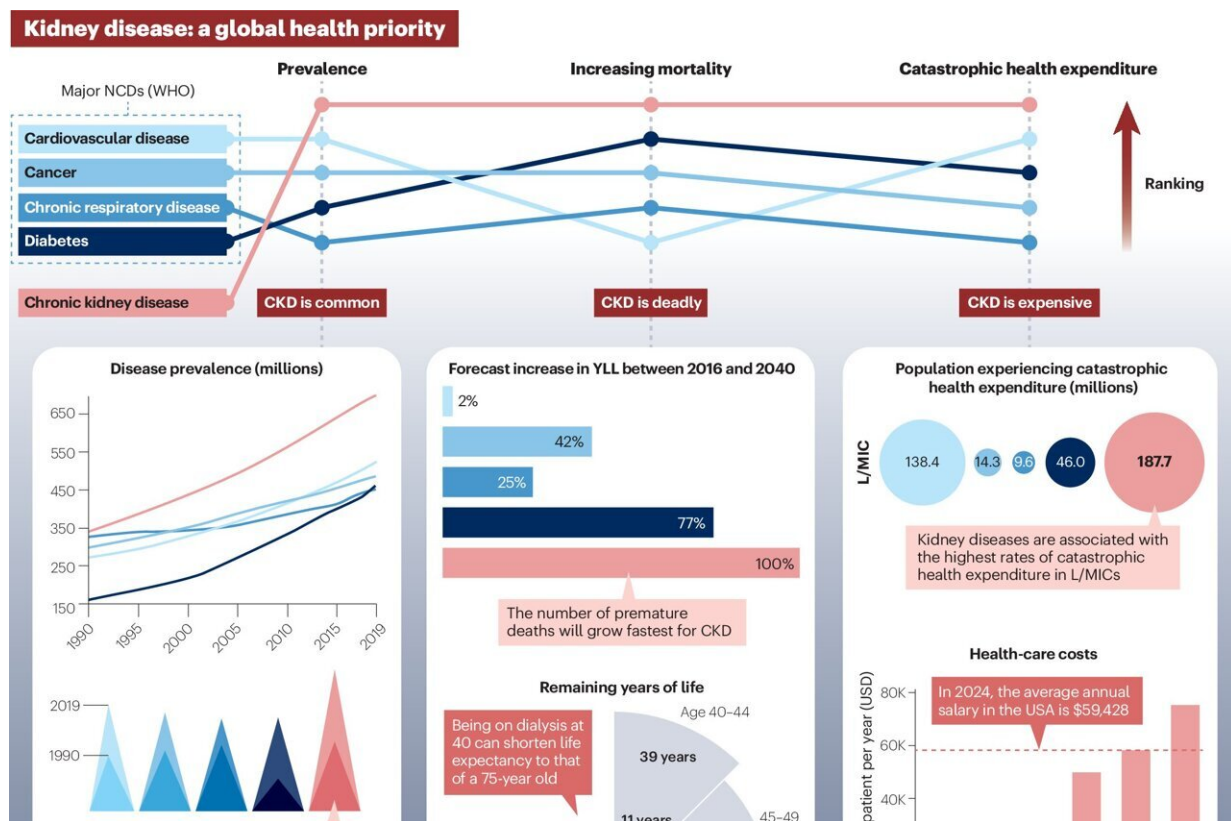 Kidney disease: a global health priority
Prevalence
Increasing mortality
Catastrophic health expenditure
Major NCDs (WHO)
Cardiovascular disease
Cancer
Chronic respiratory disease
Diabetes
Chronic kidney disease
Ranking
CKD is common
CKD is deadly
CKD is expensive
Disease prevalence (millions)
650
550
450
350
250
150
1990
1995
2000
2005
2010
2015
2019
2019
1990
Forecast increase in YLL between 2016 and 2040
2%
42%
25%
77%
100%
The number of premature
deaths will grow fastest for CKD
Remaining years of life
Being on dialysis at
40 can shorten life
expectancy to that
of a 75-year old
Age 40–44
39 years
11 years
45–49
Population experiencing catastrophic
health expenditure (millions)
L/MIC
138.4
14.3
9.6
46.0
187.7
Kidney diseases are associated with
the highest rates of catastrophic
health expenditure in L/MICs
Health-care costs
patient per year (USD)
80K
60K
40K
In 2024, the average annual
salary in the USA is $59,428